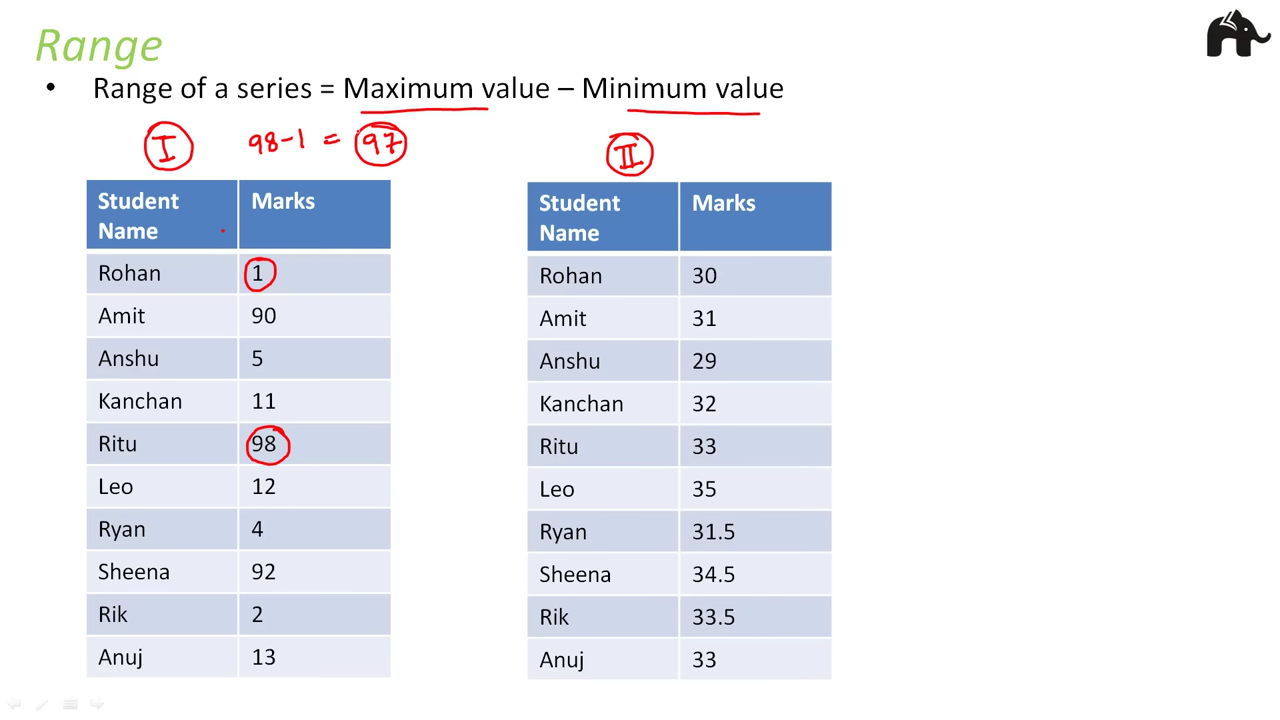 Range
• Range of a series = Maximum value – Minimum value
I 98-1 = 97 II
Student Name Marks
Rohan 1
Amit 90
Anshu 5
Kanchan 11
Ritu 98
Leo 12
Ryan 4
Sheena 92
Rik 2
Anuj 13
Student Name Marks
Rohan 30
Amit 31
Anshu 29
Kanchan 32
Ritu 33
Leo 35
Ryan 31.5
Sheena 34.5
Rik 33.5
Anuj 33